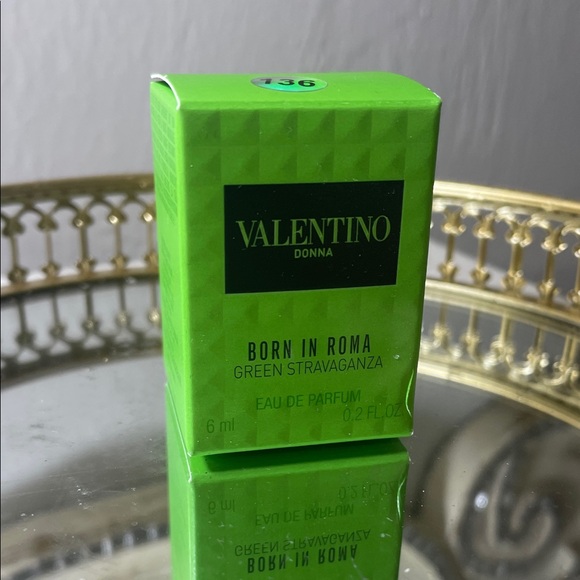 136
VALENTINO
DONNA
BORN IN ROMA
GREEN STRAVAGANZA
EAU DE PARFUM
6 ml 0.2 FL.OZ